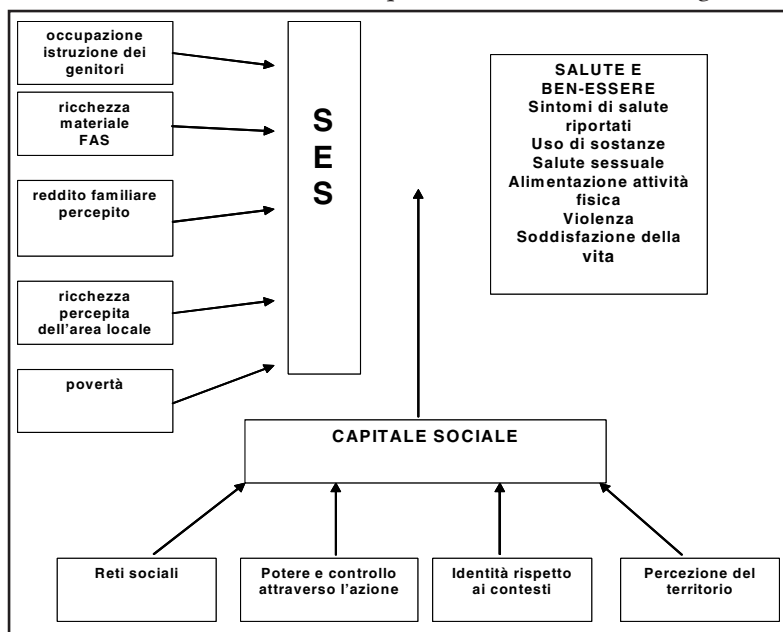 occupazione
istruzione dei
genitori
ricchezza
materiale
FAS
reddito familiare
percepito
ricchezza
percepita
dell'area locale
povertà
S
E
S
SALUTE E
BEN-ESSERE
Sintomi di salute
riportati
Uso di sostanze
Salute sessuale
Alimentazione attività
fisica
Violenza
Soddisfazione della
vita
CAPITALE SOCIALE
Reti sociali
Potere e controllo
attraverso l'azione
Identità rispetto
ai contesti
Percezione del
territorio